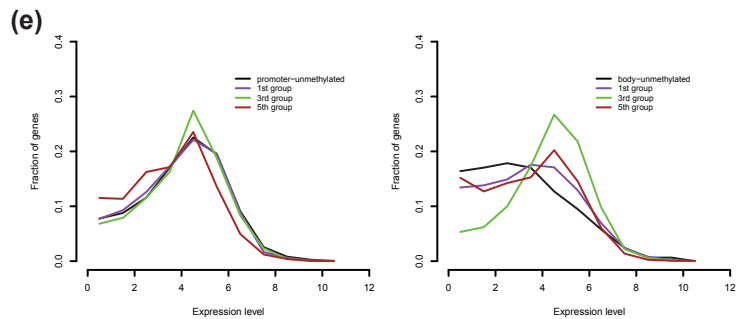 (e)
0.4
0.3
0.2
0.1
0.0
Fraction of genes
promoter−unmethylated
1st group
3rd group
5th group
0 2 4 6 8 10 12
Expression level
0.4
0.3
0.2
0.1
0.0
Fraction of genes
body−unmethylated
1st group
3rd group
5th group
0 2 4 6 8 10 12
Expression level